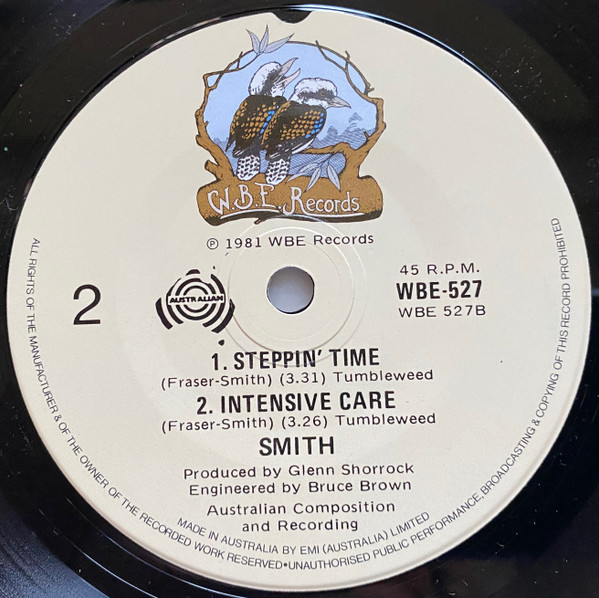 W.B.E. Records
℗ 1981 WBE Records
2
AUSTRALIAN
45 R.P.M.
WBE-527
WBE 527B
1. STEPPIN' TIME
(Fraser-Smith) (3.31) Tumbleweed
2. INTENSIVE CARE
(Fraser-Smith) (3.26) Tumbleweed
SMITH
Produced by Glenn Shorrock
Engineered by Bruce Brown
Australian Composition
and Recording
MADE IN AUSTRALIA BY EMI (AUSTRALIA) LIMITED
ALL RIGHTS OF THE MANUFACTURER & OF THE OWNER OF THE RECORDED WORK RESERVED•UNAUTHORISED PUBLIC PERFORMANCE, BROADCASTING & COPYING OF THIS RECORD PROHIBITED